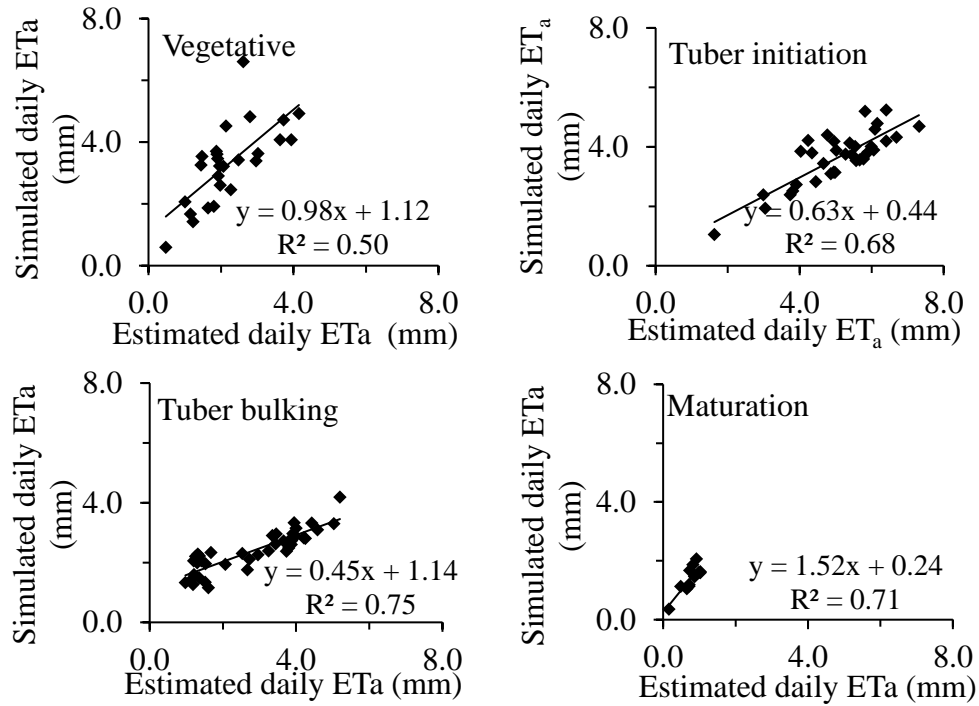 Simulated daily ETa
(mm)
8.0
4.0
0.0
Vegetative
y = 0.98x + 1.12
R² = 0.50
0.0 4.0 8.0
Estimated daily ETa (mm)
Simulated daily ETₐ
(mm)
8.0
4.0
0.0
Tuber initiation
y = 0.63x + 0.44
R² = 0.68
0.0 4.0 8.0
Estimated daily ETₐ (mm)
Simulated daily ETa
(mm)
8.0
4.0
0.0
Tuber bulking
y = 0.45x + 1.14
R² = 0.75
0.0 4.0 8.0
Estimated daily ETa (mm)
Simulated daily ETa
(mm)
8.0
4.0
0.0
Maturation
y = 1.52x + 0.24
R² = 0.71
0.0 4.0 8.0
Estimated daily ETa (mm)